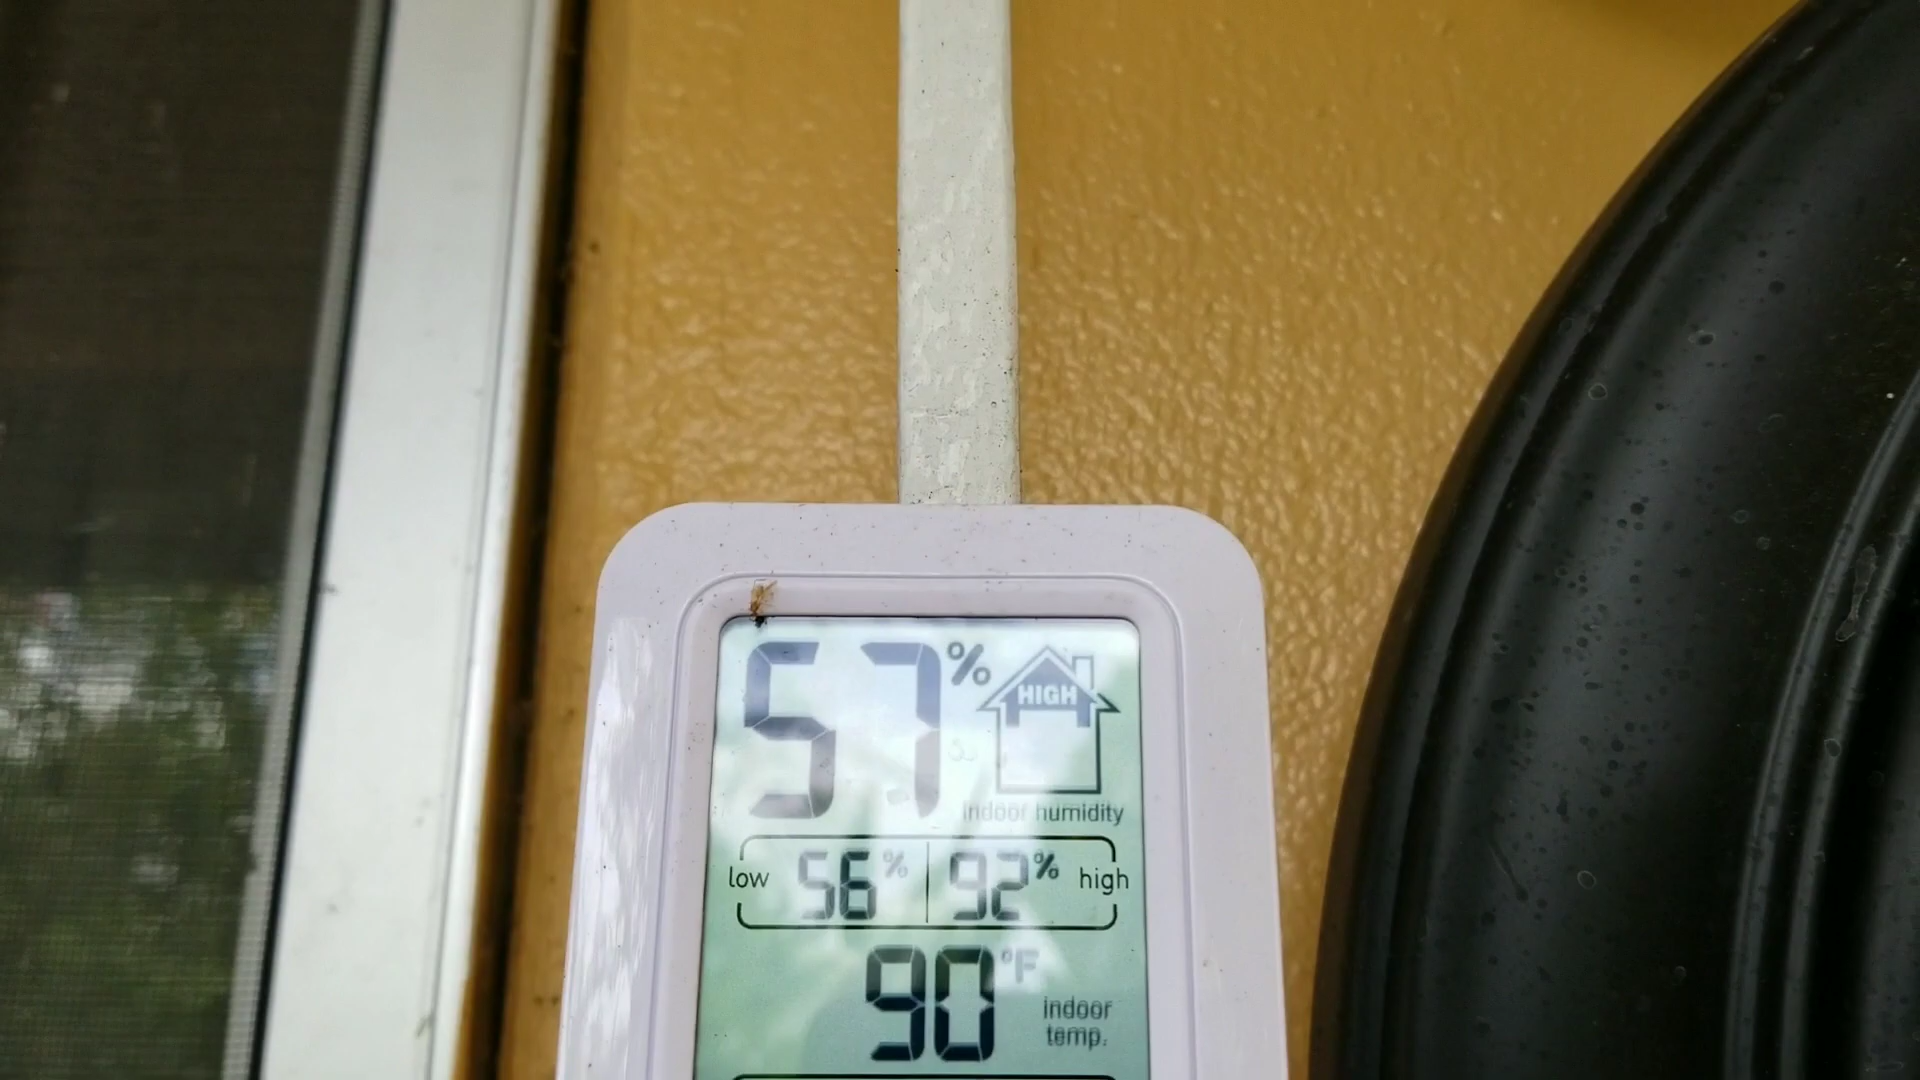 57%
HIGH
indoor humidity
low 56% 92% high
90°F
indoor
temp.